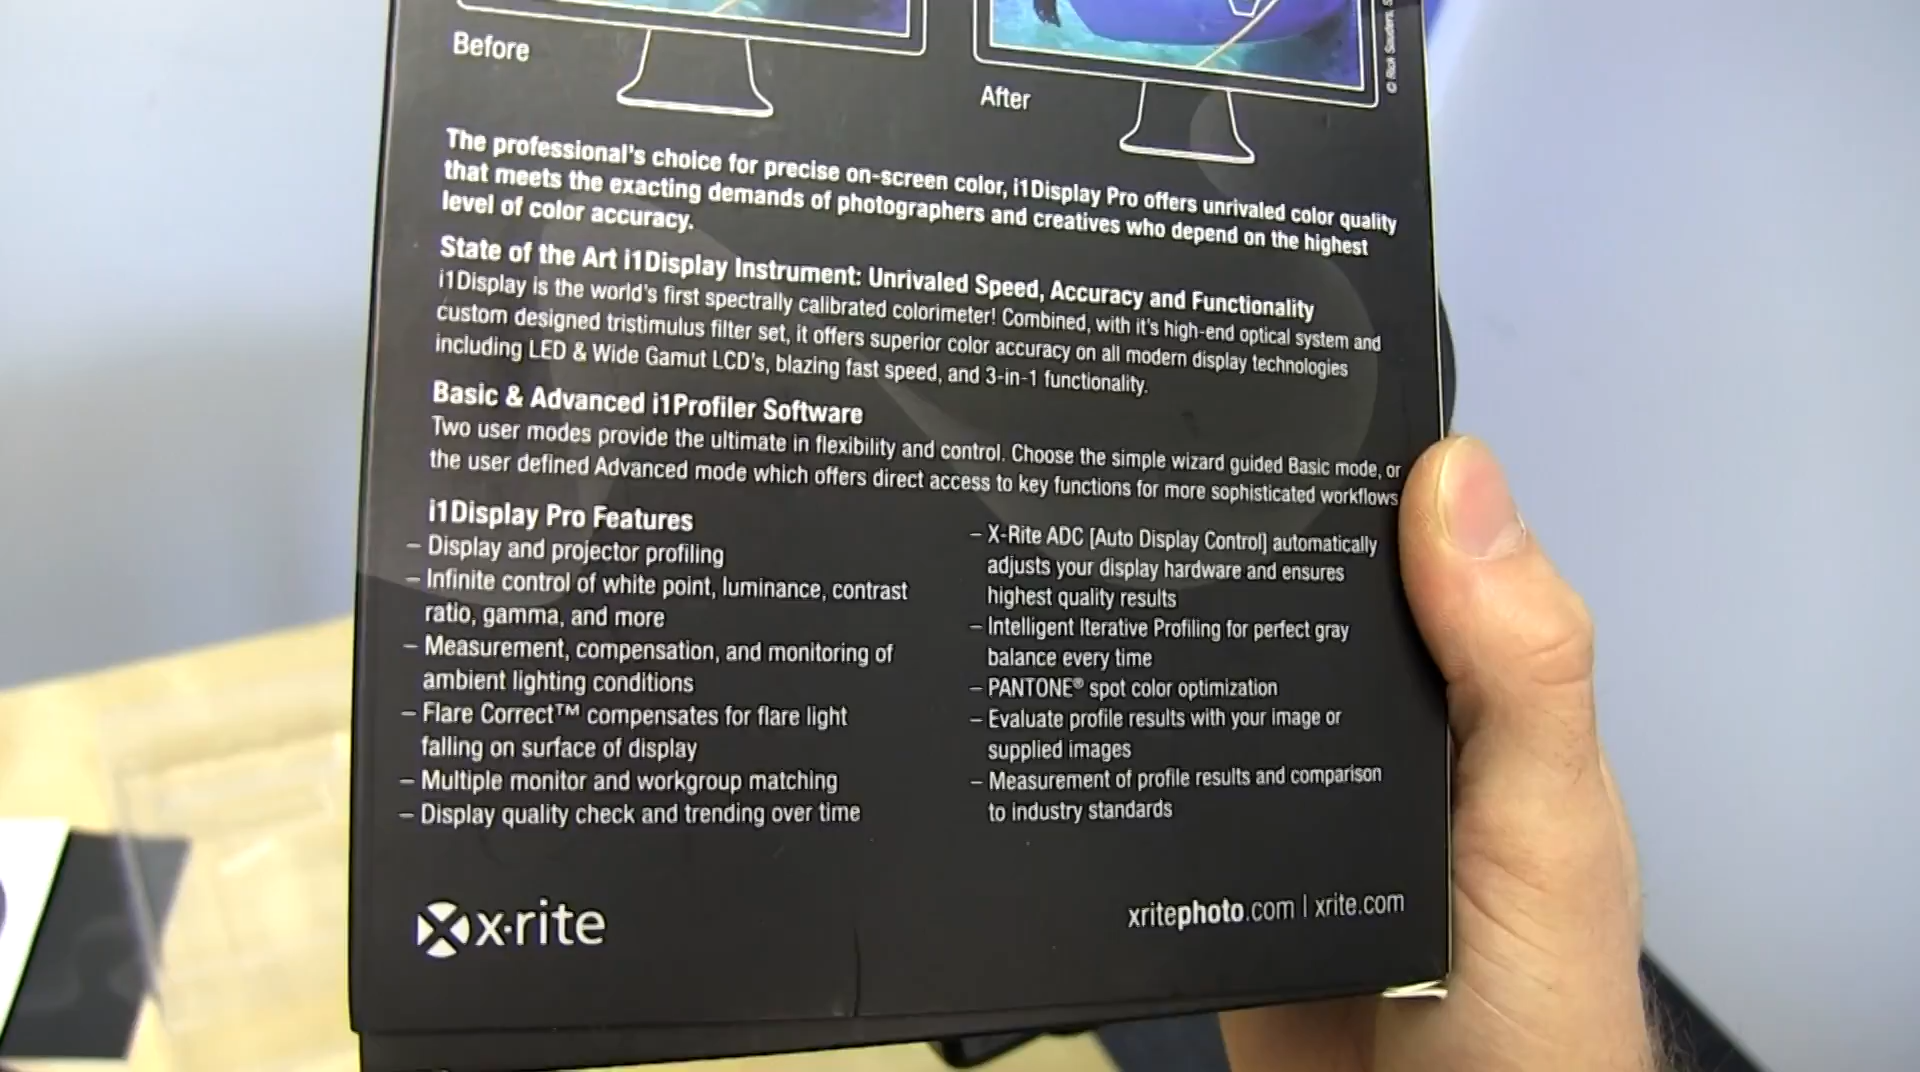 Before
After
The professional's choice for precise on-screen color, i1Display Pro offers unrivaled color quality
that meets the exacting demands of photographers and creatives who depend on the highest
level of color accuracy.
State of the Art i1Display Instrument: Unrivaled Speed, Accuracy and Functionality
i1Display is the world's first spectrally calibrated colorimeter! Combined, with it's high-end optical system and
custom designed tristimulus filter set, it offers superior color accuracy on all modern display technologies
including LED & Wide Gamut LCD's, blazing fast speed, and 3-in-1 functionality.
Basic & Advanced i1Profiler Software
Two user modes provide the ultimate in flexibility and control. Choose the simple wizard guided Basic mode, or
the user defined Advanced mode which offers direct access to key functions for more sophisticated workflows
i1Display Pro Features
– Display and projector profiling
– Infinite control of white point, luminance, contrast
ratio, gamma, and more
– Measurement, compensation, and monitoring of
ambient lighting conditions
– Flare Correct™ compensates for flare light
falling on surface of display
– Multiple monitor and workgroup matching
– Display quality check and trending over time
– X-Rite ADC [Auto Display Control] automatically
adjusts your display hardware and ensures
highest quality results
– Intelligent Iterative Profiling for perfect gray
balance every time
– PANTONE® spot color optimization
– Evaluate profile results with your image or
supplied images
– Measurement of profile results and comparison
to industry standards
x·rite
xritephoto.com | xrite.com